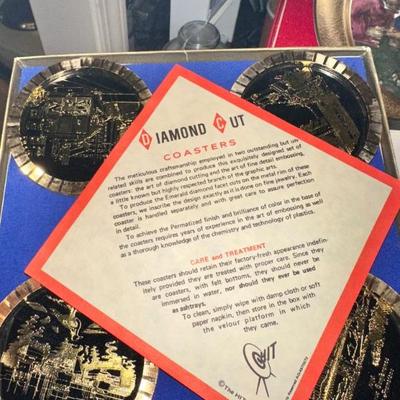 DIAMOND CUT
COASTERS
The meticulous craftsmanship employed in two outstanding but un-
related skills are combined to produce this exquisitely designed set of
coasters: the art of diamond cutting and the art of fine detail embossing,
a little known but highly respected branch of the graphic arts.
To produce the Emerald diamond facet cuts on the metal rim of these
coasters, we inscribe the design exactly as it is done on fine jewelry. Each
coaster is handled separately and with great care to assure perfection
in detail.
To achieve the Permatized finish and brilliance of color in the base of
the coasters requires years of experience in the art of embossing as well
as a thorough knowledge of the chemistry and technology of plastics.
CARE and TREATMENT
These coasters should retain their factory-fresh appearance indefin-
itely provided they are treated with proper care. Since they
are coasters, with felt bottoms, they should never be
immersed in water, nor should they be used
as ashtrays.
To clean, simply wipe with damp cloth or soft
paper napkin, then store in the box with
the velour platform in which
they came.
HIT
©The HIT